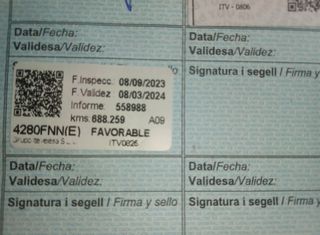 ITV - 0806
Data/Fecha:
Validesa/Validez:
Data/Fecha:
Validesa/Validez:
sello
Signatura i segell / Firma y
F.Inspecc. 08/09/2023
F.Validez 08/03/2024
Informe: 558988
kms.688.259 A09
4280FNN(E) FAVORABLE
ITV0826
Data/Fecha:
Validesa/Validez:
Data/Fecha:
Validesa/Validez:
Signatura i segell / Firma y sello
Signatura i segell / Firma y